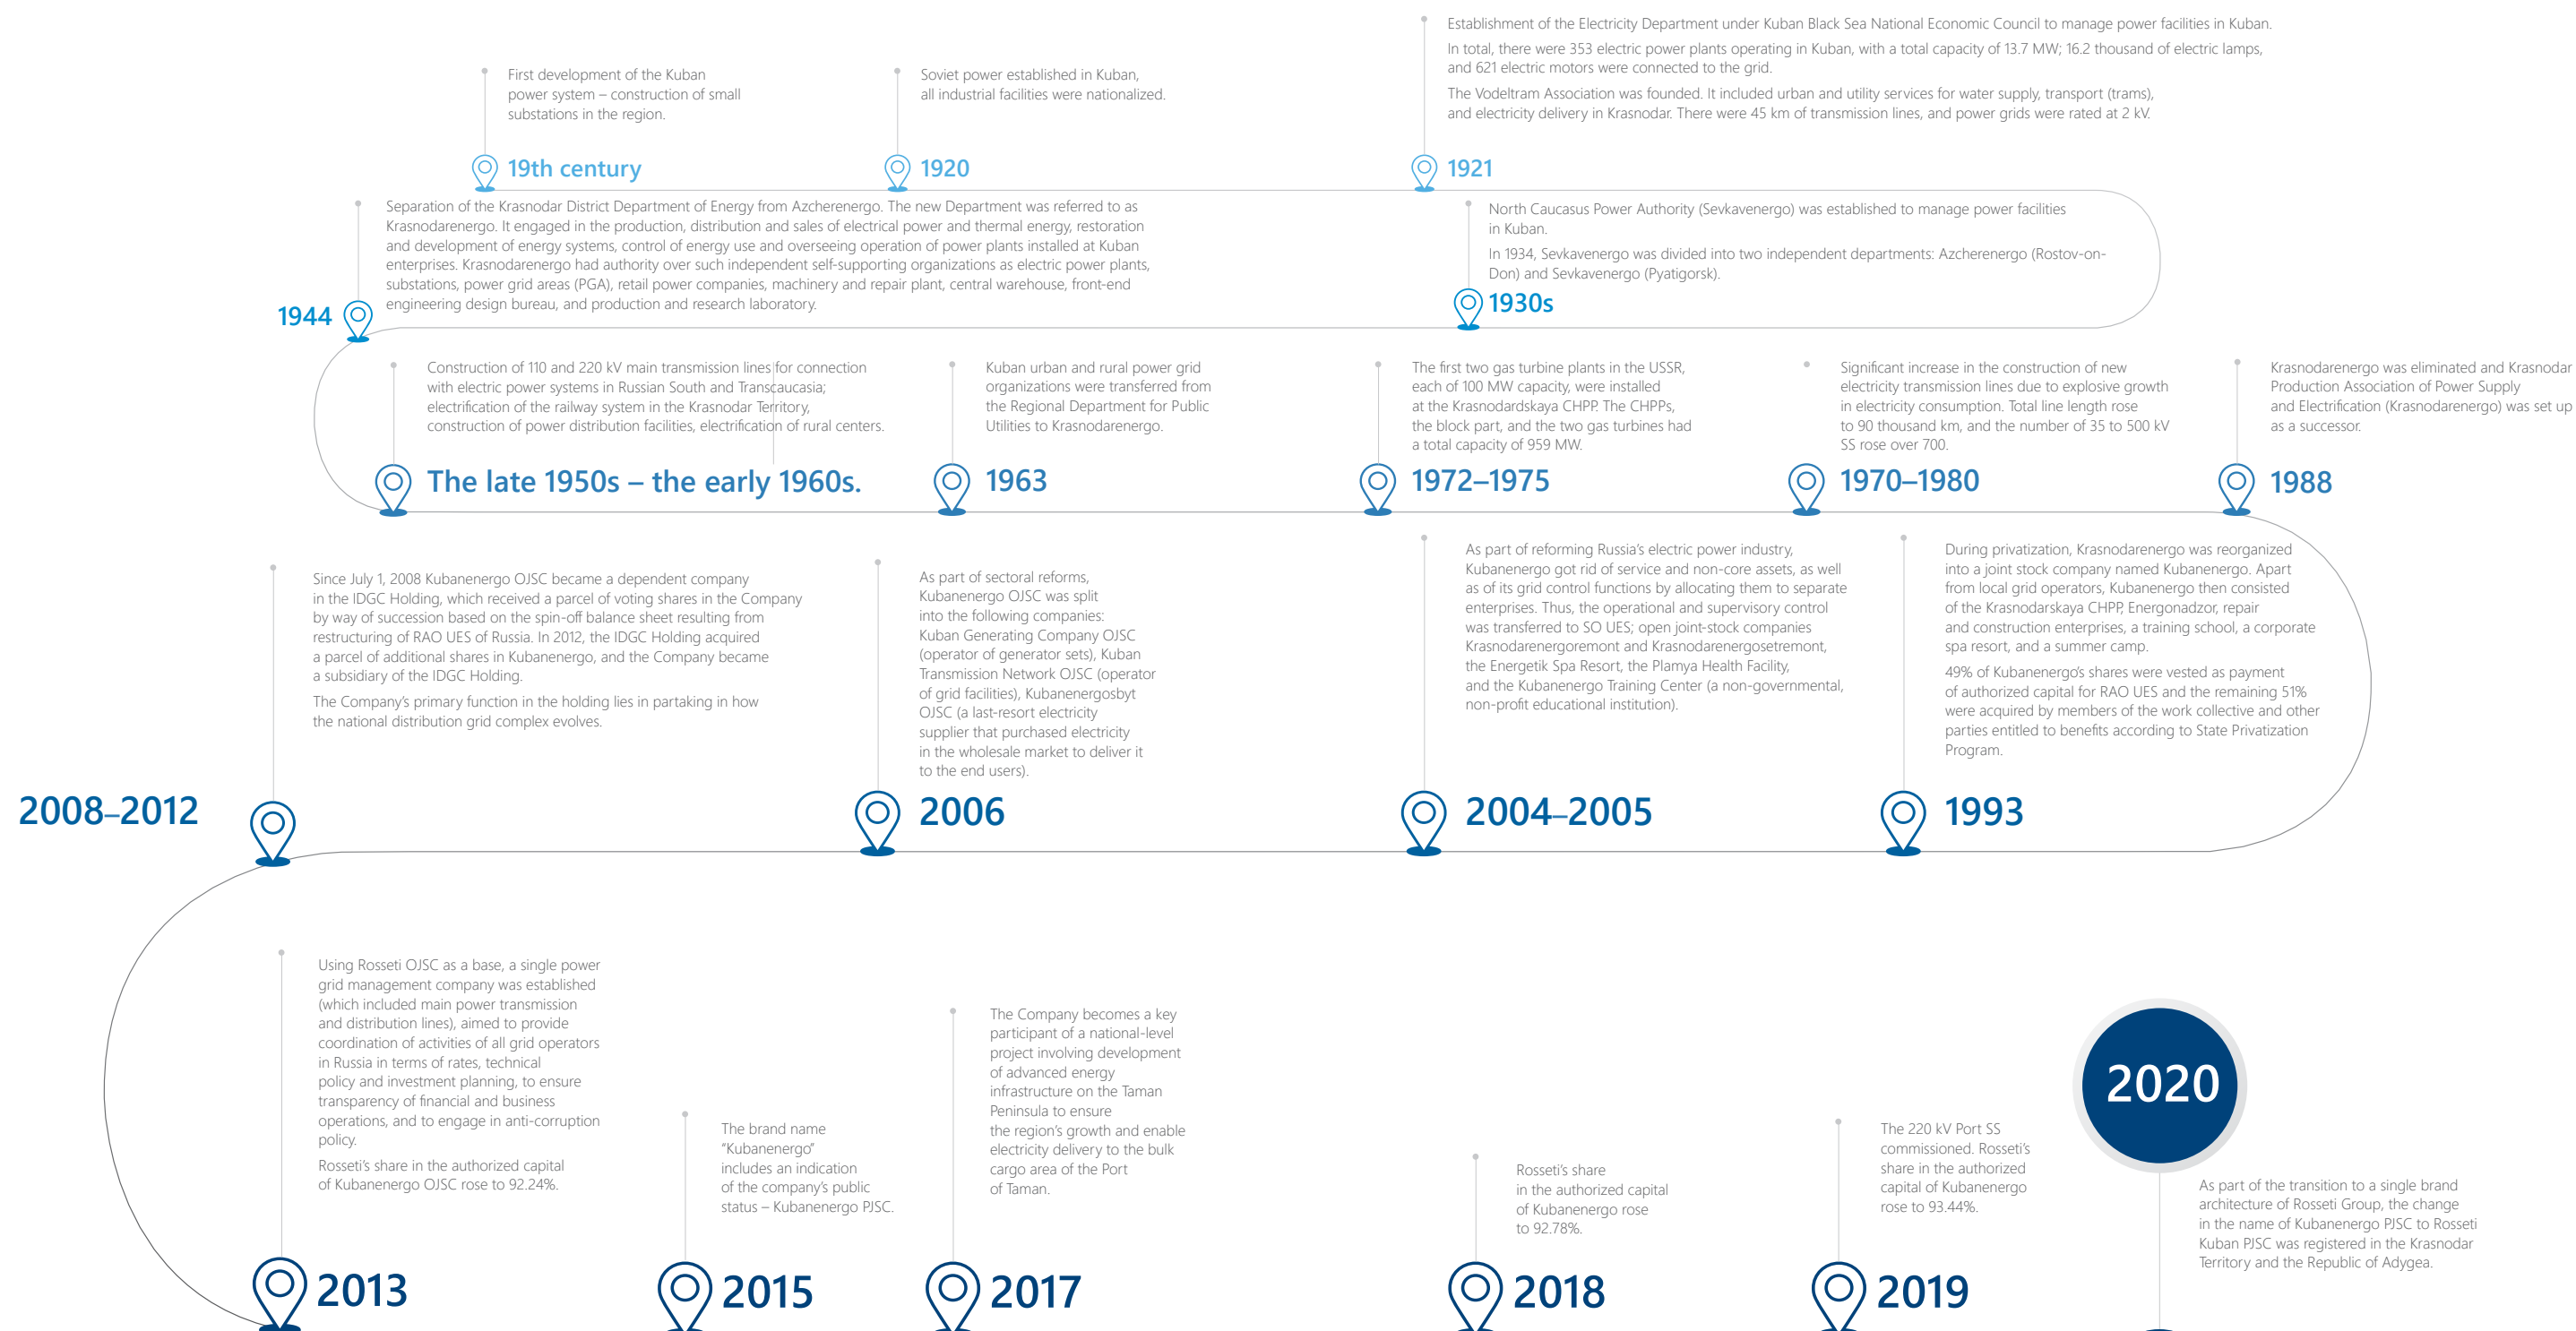 First development of the Kuban
power system – construction of small
substations in the region.
19th century
Soviet power established in Kuban,
all industrial facilities were nationalized.
1920
Establishment of the Electricity Department under Kuban Black Sea National Economic Council to manage power facilities in Kuban.
In total, there were 353 electric power plants operating in Kuban, with a total capacity of 13.7 MW; 16.2 thousand of electric lamps,
and 621 electric motors were connected to the grid.
The Vodeltram Association was founded. It included urban and utility services for water supply, transport (trams),
and electricity delivery in Krasnodar. There were 45 km of transmission lines, and power grids were rated at 2 kV.
1921
North Caucasus Power Authority (Sevkavenergo) was established to manage power facilities
in Kuban.
In 1934, Sevkavenergo was divided into two independent departments: Azcherenergo (Rostov-on-
Don) and Sevkavenergo (Pyatigorsk).
1930s
Separation of the Krasnodar District Department of Energy from Azcherenergo. The new Department was referred to as
Krasnodarenergo. It engaged in the production, distribution and sales of electrical power and thermal energy, restoration
and development of energy systems, control of energy use and overseeing operation of power plants installed at Kuban
enterprises. Krasnodarenergo had authority over such independent self-supporting organizations as electric power plants,
substations, power grid areas (PGA), retail power companies, machinery and repair plant, central warehouse, front-end
engineering design bureau, and production and research laboratory.
1944
Construction of 110 and 220 kV main transmission lines for connection
with electric power systems in Russian South and Transcaucasia;
electrification of the railway system in the Krasnodar Territory,
construction of power distribution facilities, electrification of rural centers.
The late 1950s – the early 1960s.
Kuban urban and rural power grid
organizations were transferred from
the Regional Department for Public
Utilities to Krasnodarenergo.
1963
The first two gas turbine plants in the USSR,
each of 100 MW capacity, were installed
at the Krasnodardskaya CHPP. The CHPPs,
the block part, and the two gas turbines had
a total capacity of 959 MW.
1972–1975
Significant increase in the construction of new
electricity transmission lines due to explosive growth
in electricity consumption. Total line length rose
to 90 thousand km, and the number of 35 to 500 kV
SS rose over 700.
1970–1980
Krasnodarenergo was eliminated and Krasnodar
Production Association of Power Supply
and Electrification (Krasnodarenergo) was set up
as a successor.
1988
During privatization, Krasnodarenergo was reorganized
into a joint stock company named Kubanenergo. Apart
from local grid operators, Kubanenergo then consisted
of the Krasnodarskaya CHPP, Energonadzor, repair
and construction enterprises, a training school, a corporate
spa resort, and a summer camp.
49% of Kubanenergo's shares were vested as payment
of authorized capital for RAO UES and the remaining 51%
were acquired by members of the work collective and other
parties entitled to benefits according to State Privatization
Program.
1993
As part of reforming Russia's electric power industry,
Kubanenergo got rid of service and non-core assets, as well
as of its grid control functions by allocating them to separate
enterprises. Thus, the operational and supervisory control
was transferred to SO UES; open joint-stock companies
Krasnodarenergoremont and Krasnodarenergosetremont,
the Energetik Spa Resort, the Plamya Health Facility,
and the Kubanenergo Training Center (a non-governmental,
non-profit educational institution).
2004–2005
As part of sectoral reforms,
Kubanenergo OJSC was split
into the following companies:
Kuban Generating Company OJSC
(operator of generator sets), Kuban
Transmission Network OJSC (operator
of grid facilities), Kubanenergosbyt
OJSC (a last-resort electricity
supplier that purchased electricity
in the wholesale market to deliver it
to the end users).
2006
Since July 1, 2008 Kubanenergo OJSC became a dependent company
in the IDGC Holding, which received a parcel of voting shares in the Company
by way of succession based on the spin-off balance sheet resulting from
restructuring of RAO UES of Russia. In 2012, the IDGC Holding acquired
a parcel of additional shares in Kubanenergo, and the Company became
a subsidiary of the IDGC Holding.
The Company's primary function in the holding lies in partaking in how
the national distribution grid complex evolves.
2008–2012
Using Rosseti OJSC as a base, a single power
grid management company was established
(which included main power transmission
and distribution lines), aimed to provide
coordination of activities of all grid operators
in Russia in terms of rates, technical
policy and investment planning, to ensure
transparency of financial and business
operations, and to engage in anti-corruption
policy.
Rosseti's share in the authorized capital
of Kubanenergo OJSC rose to 92.24%.
2013
The brand name
“Kubanenergo”
includes an indication
of the company's public
status – Kubanenergo PJSC.
2015
The Company becomes a key
participant of a national-level
project involving development
of advanced energy
infrastructure on the Taman
Peninsula to ensure
the region's growth and enable
electricity delivery to the bulk
cargo area of the Port
of Taman.
2017
Rosseti's share
in the authorized capital
of Kubanenergo rose
to 92.78%.
2018
The 220 kV Port SS
commissioned. Rosseti's
share in the authorized
capital of Kubanenergo
rose to 93.44%.
2019
2020
As part of the transition to a single brand
architecture of Rosseti Group, the change
in the name of Kubanenergo PJSC to Rosseti
Kuban PJSC was registered in the Krasnodar
Territory and the Republic of Adygea.